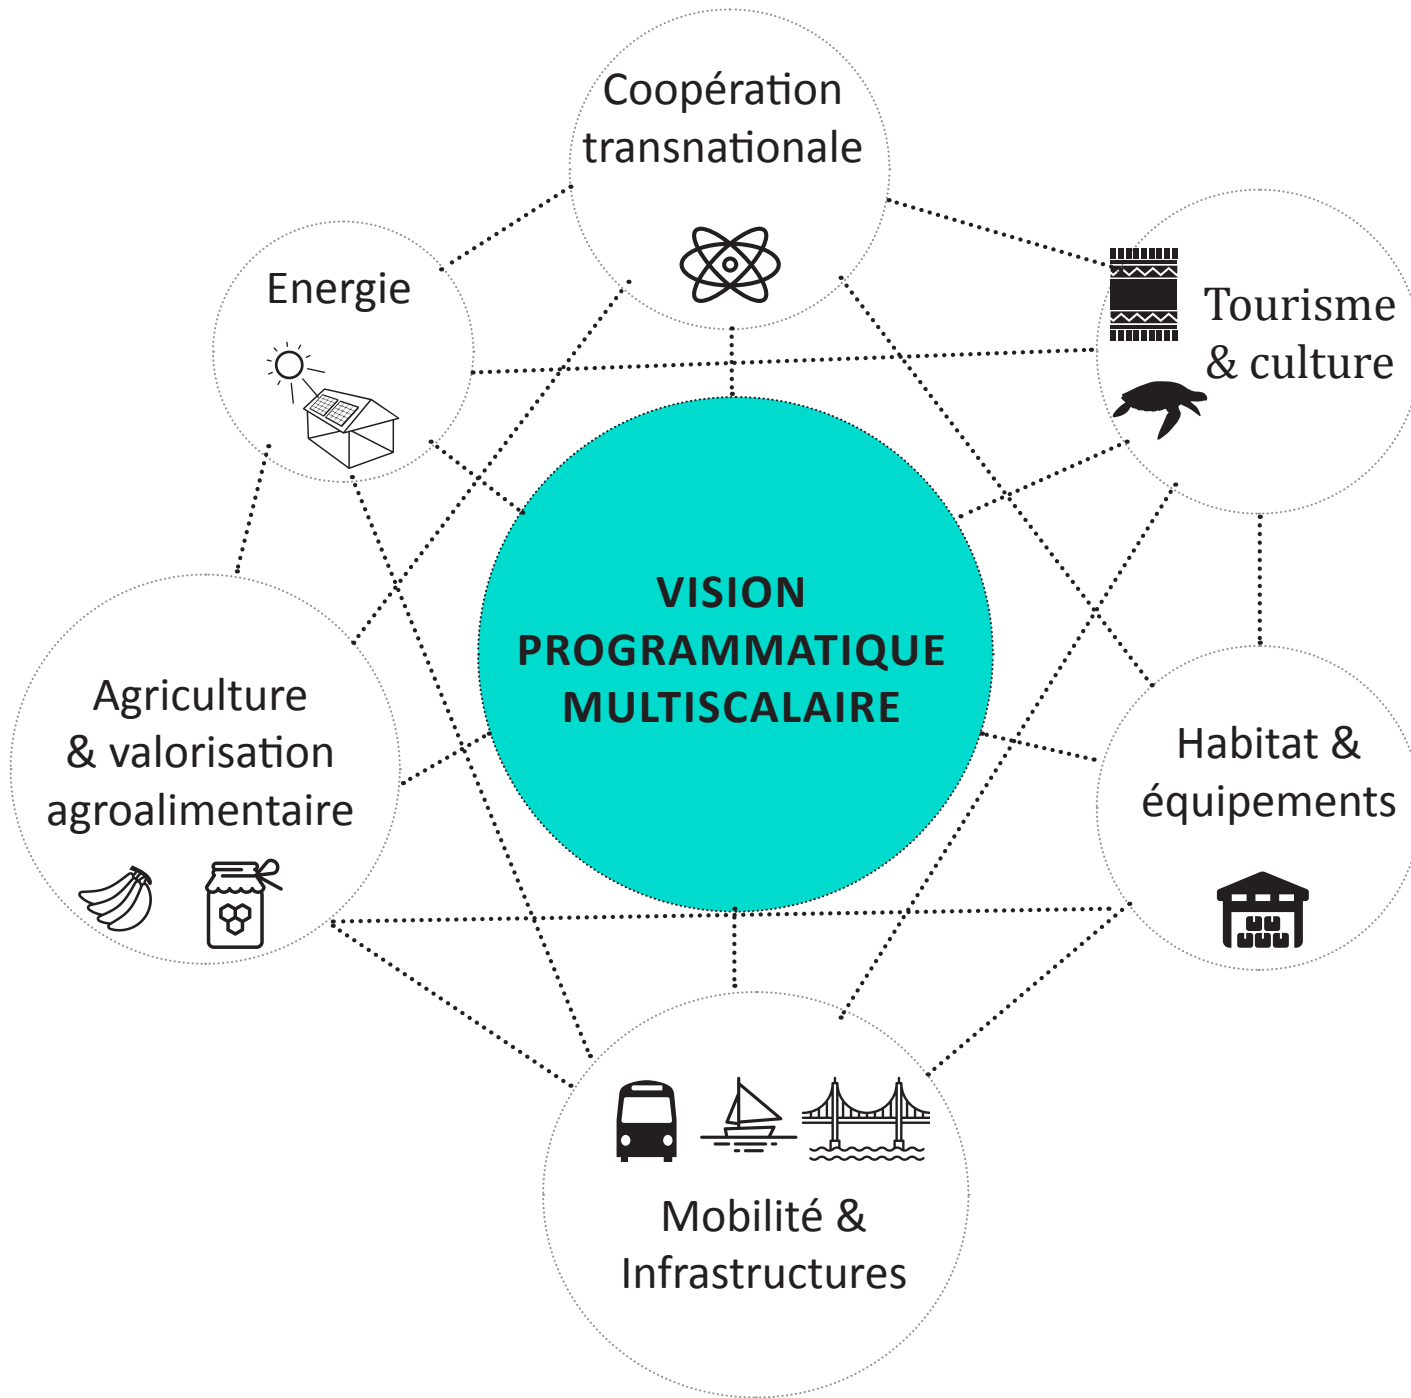 Coopération
transnationale
Energie
Tourisme
& culture
VISION
PROGRAMMATIQUE
MULTISCALAIRE
Agriculture
& valorisation
agroalimentaire
Habitat &
équipements
Mobilité &
Infrastructures